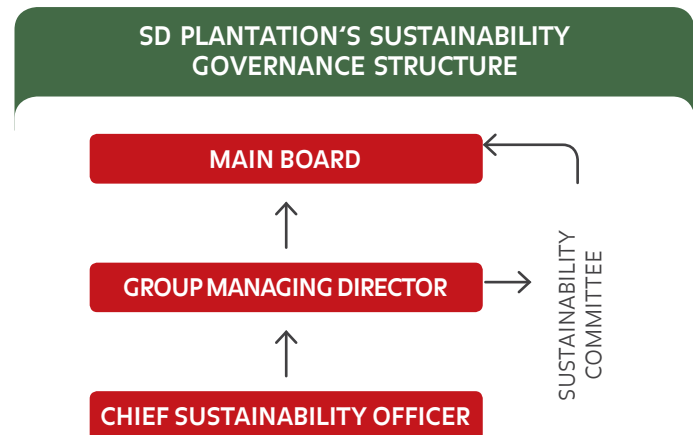 SD PLANTATION‘S SUSTAINABILITY
GOVERNANCE STRUCTURE
MAIN BOARD
GROUP MANAGING DIRECTOR
SUSTAINABILITY
COMMITTEE
CHIEF SUSTAINABILITY OFFICER